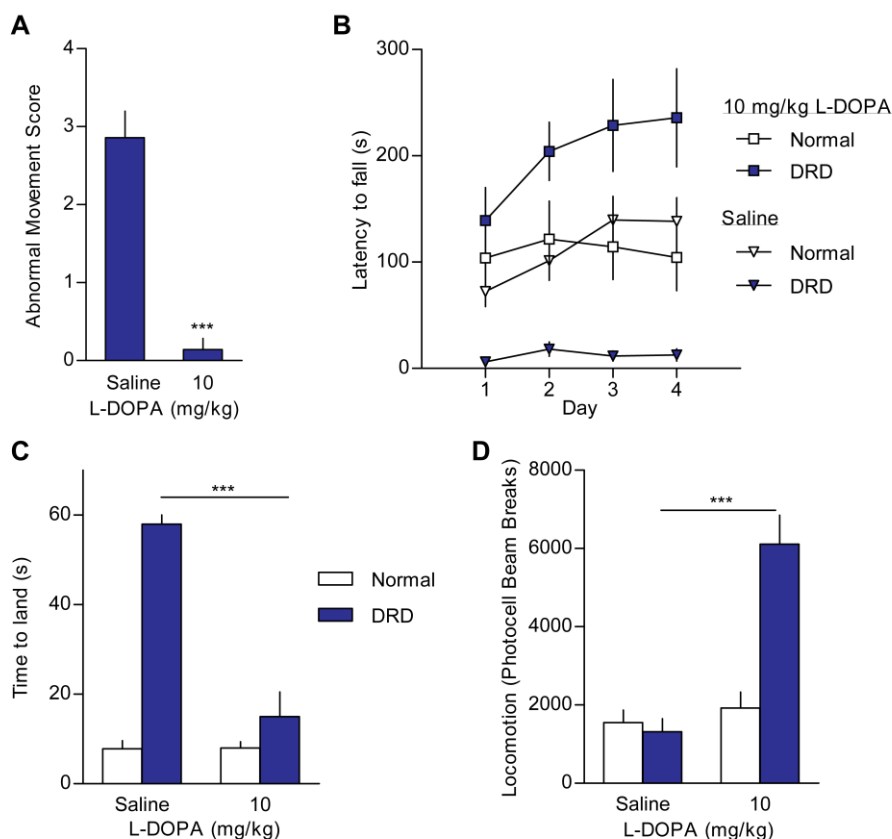 A
Abnormal Movement Score
4
3
2
1
0
***
Saline
10
L-DOPA (mg/kg)
B
Latency to fall (s)
300
200
100
0
1
2
3
4
Day
10 mg/kg L-DOPA
Normal
DRD
Saline
Normal
DRD
C
Time to land (s)
60
40
20
0
***
Saline
10
L-DOPA (mg/kg)
Normal
DRD
D
Locomotion (Photocell Beam Breaks)
8000
6000
4000
2000
0
***
Saline
10
L-DOPA (mg/kg)